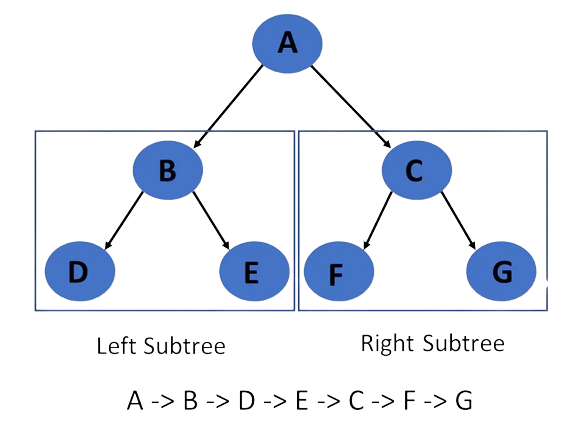 A
B
C
D
E
F
G
Left Subtree
Right Subtree
A -> B -> D -> E -> C -> F -> G